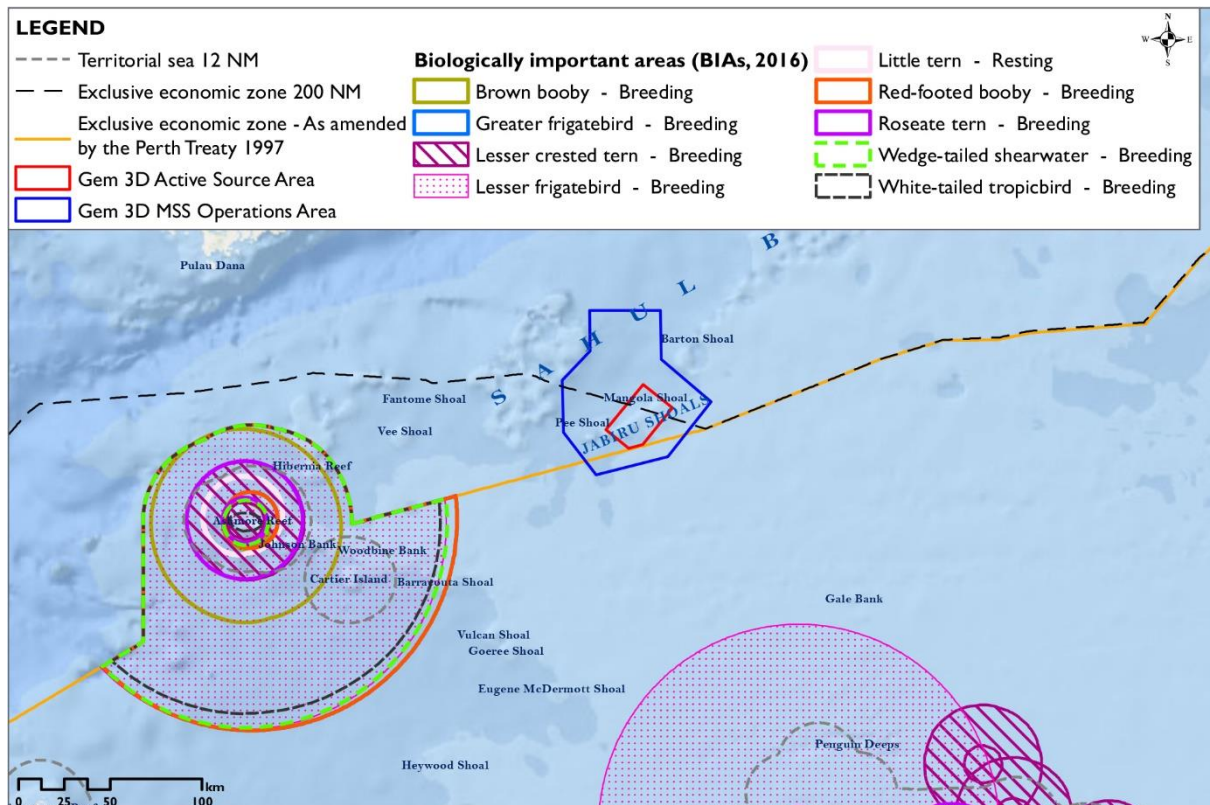 LEGEND
Territorial sea 12 NM
Exclusive economic zone 200 NM
Exclusive economic zone - As amended
by the Perth Treaty 1997
Gem 3D Active Source Area
Gem 3D MSS Operations Area
Biologically important areas (BIAs, 2016)
Brown booby - Breeding
Greater frigatebird - Breeding
Lesser crested tern - Breeding
Lesser frigatebird - Breeding
Little tern - Resting
Red-footed booby - Breeding
Roseate tern - Breeding
Wedge-tailed shearwater - Breeding
White-tailed tropicbird - Breeding
N
W E
S
Pulau Dana
S A H U L B
Barton Shoal
Fantome Shoal
Mangola Shoal
Vee Shoal
Pee Shoal
JABIRU SHOALS
Hibernia Reef
Ashmore Reef
Johnson Bank
Woodbine Bank
Cartier Island
Barracouta Shoal
Gale Bank
Vulcan Shoal
Goeree Shoal
Eugene McDermott Shoal
Penguin Deeps
Heywood Shoal
km
0 25 50 100